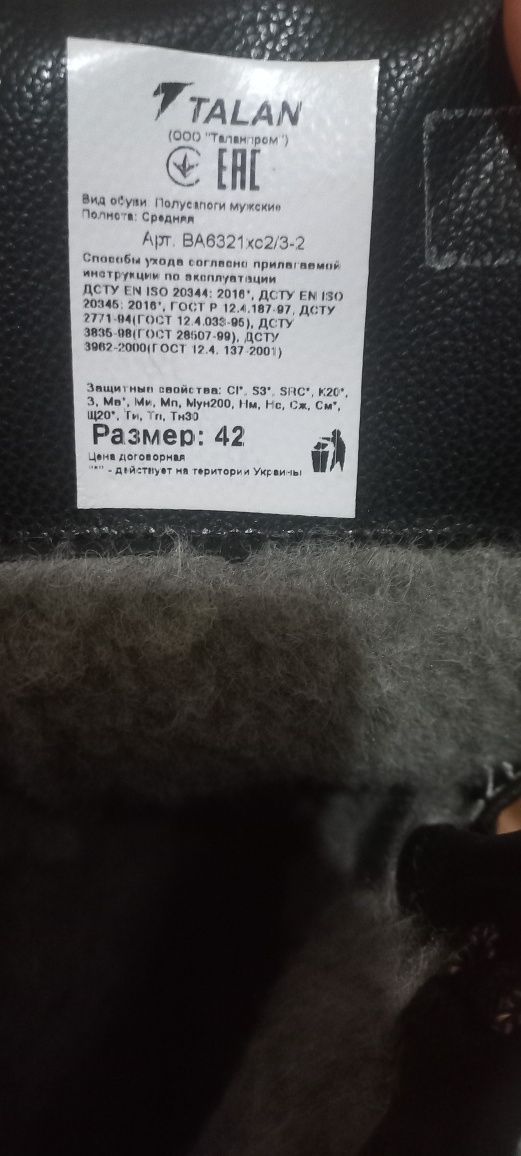 TALAN
(ООО "Таланпром")
ЕАС
Вид обуви: Полусапоги мужские
Полнота: Средняя
Арт. ВА6321хс2/3-2
Способы ухода согласно прилагаемой
инструкции по эксплуатации
ДСТУ EN ISO 20344: 2016*, ДСТУ EN ISO
20345: 2016*, ГОСТ Р 12.4.187-97, ДСТУ
2771-94(ГОСТ 12.4.033-95), ДСТУ
3835-98(ГОСТ 28507-99), ДСТУ
3962-2000(ГОСТ 12.4. 137-2001)
Защитные свойства: CI*, S3*, SRC*, К20*,
З, Мв*, Ми, Мп, Мун200, Нм, Нс, Сж, См*,
Щ20*, Ти, Тп, Тн30
Размер: 42
Цена договорная
"*" - действует на територии Украины